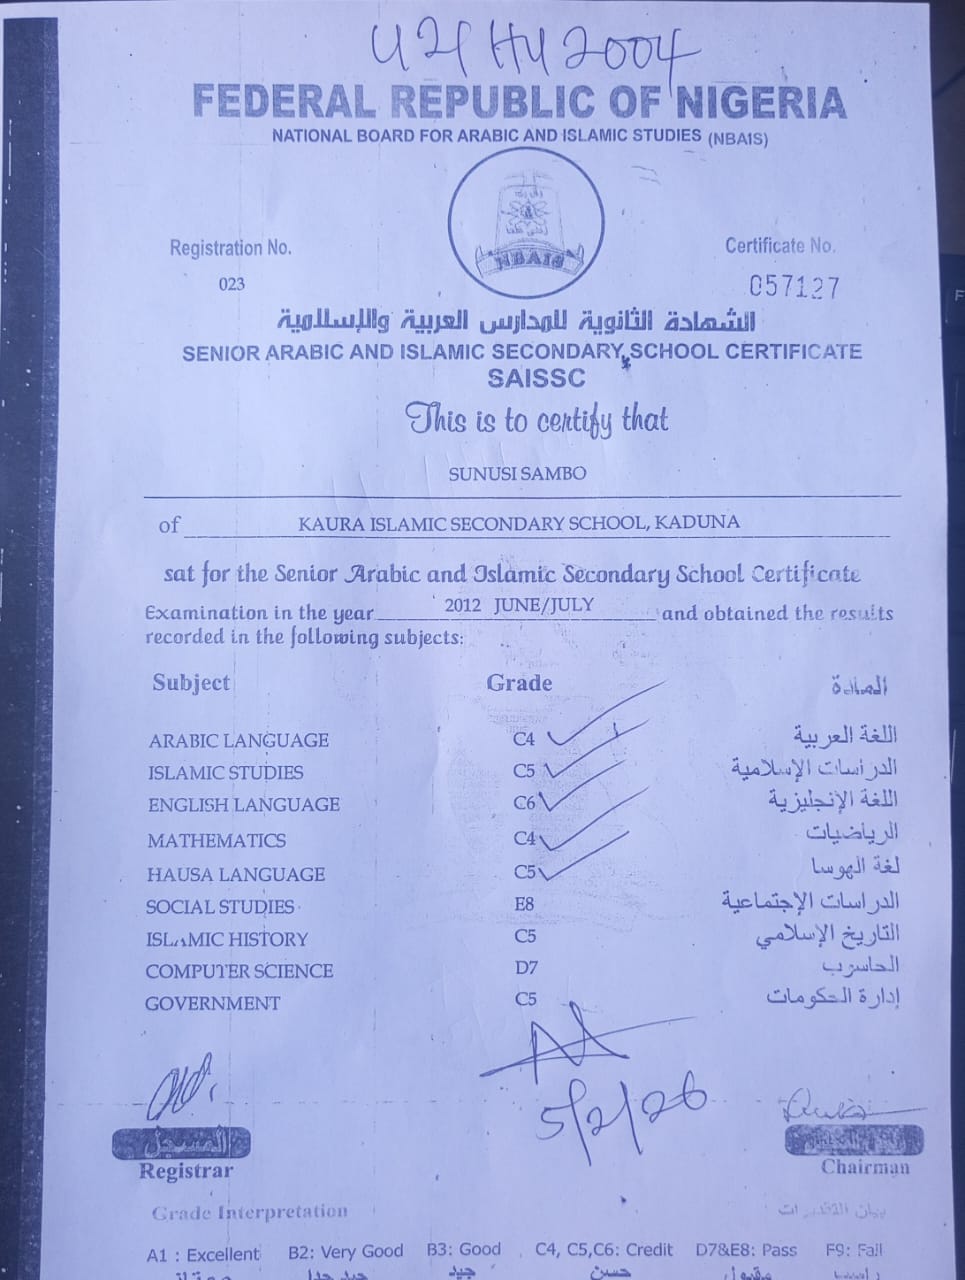 U21HU2004
FEDERAL REPUBLIC OF NIGERIA
NATIONAL BOARD FOR ARABIC AND ISLAMIC STUDIES (NBAIS)
NBAIS
Registration No.
023
Certificate No.
057127
الشهادة الثانوية للمدارس العربية والإسلامية
SENIOR ARABIC AND ISLAMIC SECONDARY SCHOOL CERTIFICATE
SAISSC
This is to certify that
SUNUSI SAMBO
of KAURA ISLAMIC SECONDARY SCHOOL, KADUNA
sat for the Senior Arabic and Islamic Secondary School Certificate
Examination in the year 2012 JUNE/JULY and obtained the results
recorded in the following subjects:
Subject Grade المادة
ARABIC LANGUAGE C4 اللغة العربية
ISLAMIC STUDIES C5 الدراسات الإسلامية
ENGLISH LANGUAGE C6 اللغة الإنجليزية
MATHEMATICS C4 الرياضيات
HAUSA LANGUAGE C5 لغة الهوسا
SOCIAL STUDIES E8 الدراسات الإجتماعية
ISLAMIC HISTORY C5 التاريخ الإسلامي
COMPUTER SCIENCE D7 الحاسوب
GOVERNMENT C5 إدارة الحكومات
5/2/26
المسجل
Registrar
Chairman
Grade Interpretation بيان التقديرات
A1 : Excellent B2: Very Good B3: Good C4, C5,C6: Credit D7&E8: Pass F9: Fail
ممتاز جيد جدا جيد حسن مقبول راسب